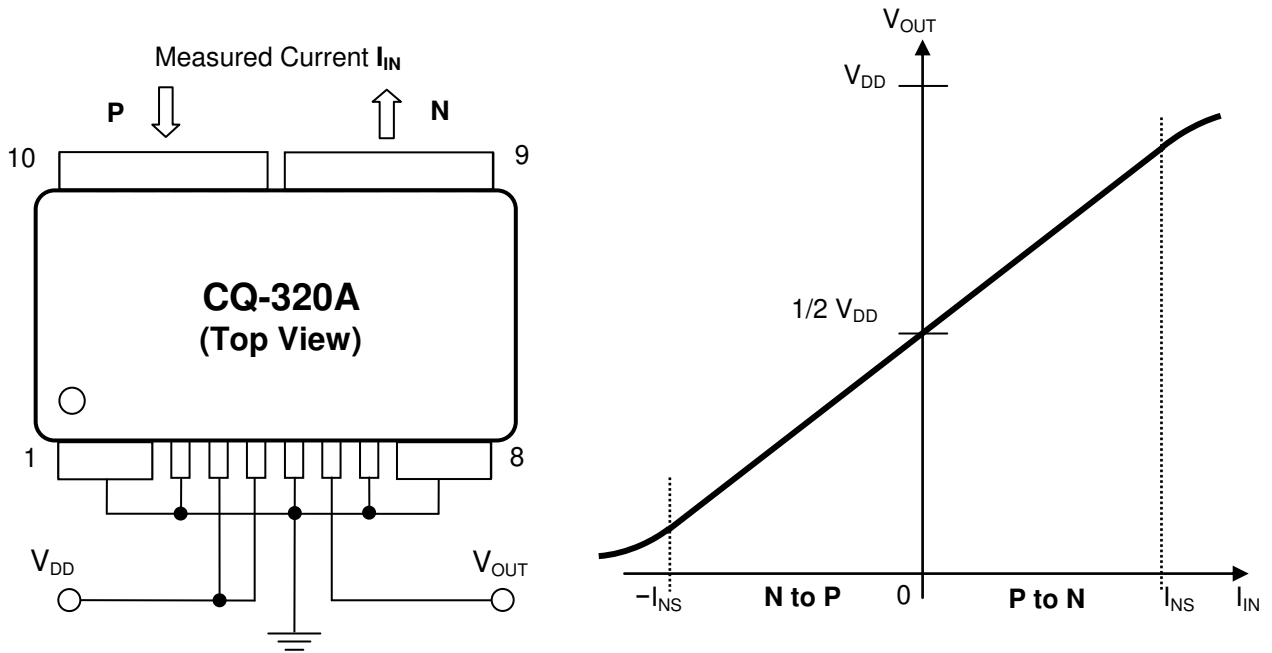 Measured Current I_IN
P N
10 9
CQ-320A
(Top View)
1 8
V_DD V_OUT
V_OUT
V_DD
1/2 V_DD
−I_NS N to P 0 P to N I_NS I_IN